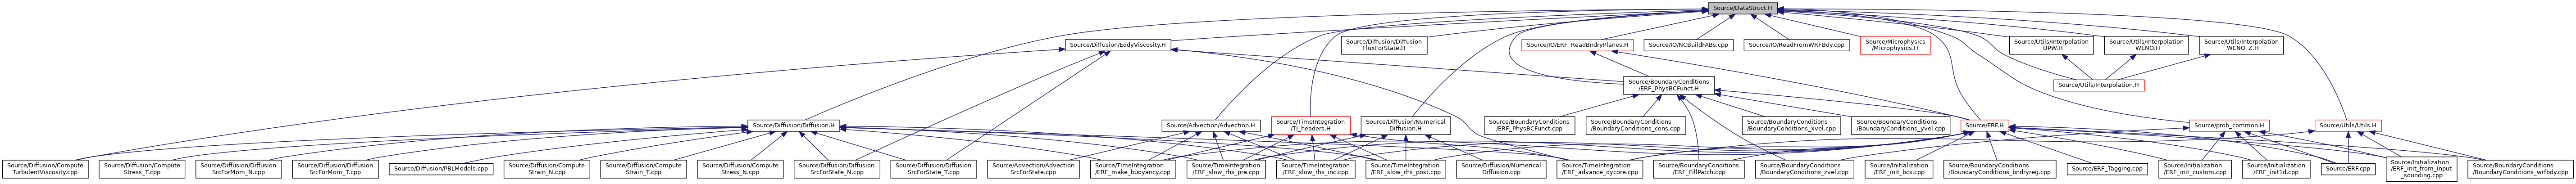 Source/DataStruct.H
Source/Diffusion/EddyViscosity.H
Source/Diffusion/Diffusion
FluxForState.H
Source/IO/ERF_ReadBndryPlanes.H
Source/IO/NCBuildFABs.cpp
Source/IO/ReadFromWRFBdy.cpp
Source/Microphysics
/Microphysics.H
Source/Utils/Interpolation
_UPW.H
Source/Utils/Interpolation
_WENO.H
Source/Utils/Interpolation
_WENO_Z.H
Source/BoundaryConditions
/ERF_PhysBCFunct.H
Source/Utils/Interpolation.H
Source/Diffusion/Diffusion.H
Source/Advection/Advection.H
Source/TimeIntegration
/TI_headers.H
Source/Diffusion/Numerical
Diffusion.H
Source/BoundaryConditions
/ERF_PhysBCFunct.cpp
Source/BoundaryConditions
/BoundaryConditions_cons.cpp
Source/BoundaryConditions
/BoundaryConditions_xvel.cpp
Source/BoundaryConditions
/BoundaryConditions_yvel.cpp
Source/ERF.H
Source/prob_common.H
Source/Utils/Utils.H
Source/Diffusion/Compute
TurbulentViscosity.cpp
Source/Diffusion/Compute
Stress_T.cpp
Source/Diffusion/Diffusion
SrcForMom_N.cpp
Source/Diffusion/Diffusion
SrcForMom_T.cpp
Source/Diffusion/PBLModels.cpp
Source/Diffusion/Compute
Strain_N.cpp
Source/Diffusion/Compute
Strain_T.cpp
Source/Diffusion/Compute
Stress_N.cpp
Source/Diffusion/Diffusion
SrcForState_N.cpp
Source/Diffusion/Diffusion
SrcForState_T.cpp
Source/Advection/Advection
SrcForState.cpp
Source/TimeIntegration
/ERF_make_buoyancy.cpp
Source/TimeIntegration
/ERF_slow_rhs_pre.cpp
Source/TimeIntegration
/ERF_slow_rhs_inc.cpp
Source/TimeIntegration
/ERF_slow_rhs_post.cpp
Source/Diffusion/Numerical
Diffusion.cpp
Source/TimeIntegration
/ERF_advance_dycore.cpp
Source/BoundaryConditions
/ERF_FillPatch.cpp
Source/BoundaryConditions
/BoundaryConditions_zvel.cpp
Source/Initialization
/ERF_init_bcs.cpp
Source/BoundaryConditions
/BoundaryConditions_bndryreg.cpp
Source/ERF_Tagging.cpp
Source/Initialization
/ERF_init_custom.cpp
Source/Initialization
/ERF_init1d.cpp
Source/ERF.cpp
Source/Initialization
/ERF_init_from_input
_sounding.cpp
Source/BoundaryConditions
/BoundaryConditions_wrfbdy.cpp